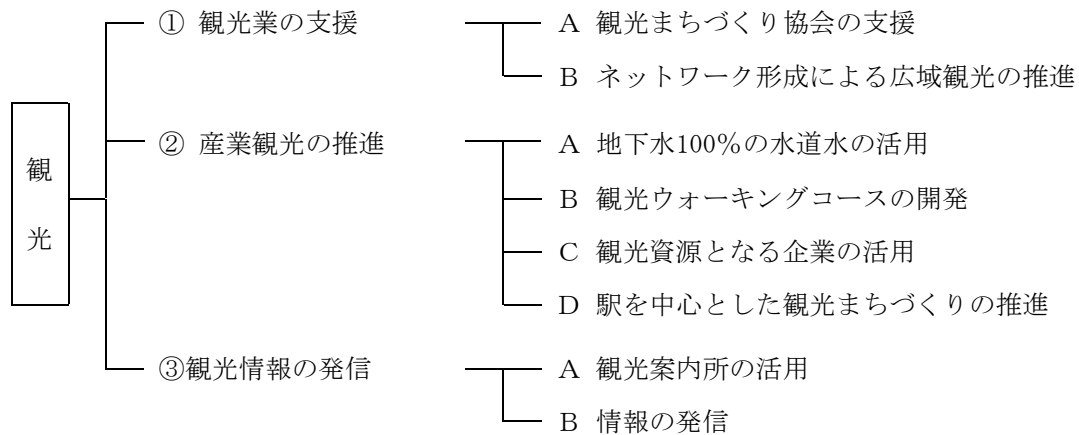 ① 観光業の支援
A 観光まちづくり協会の支援
B ネットワーク形成による広域観光の推進
観光
② 産業観光の推進
A 地下水100%の水道水の活用
B 観光ウォーキングコースの開発
C 観光資源となる企業の活用
D 駅を中心とした観光まちづくりの推進
③観光情報の発信
A 観光案内所の活用
B 情報の発信